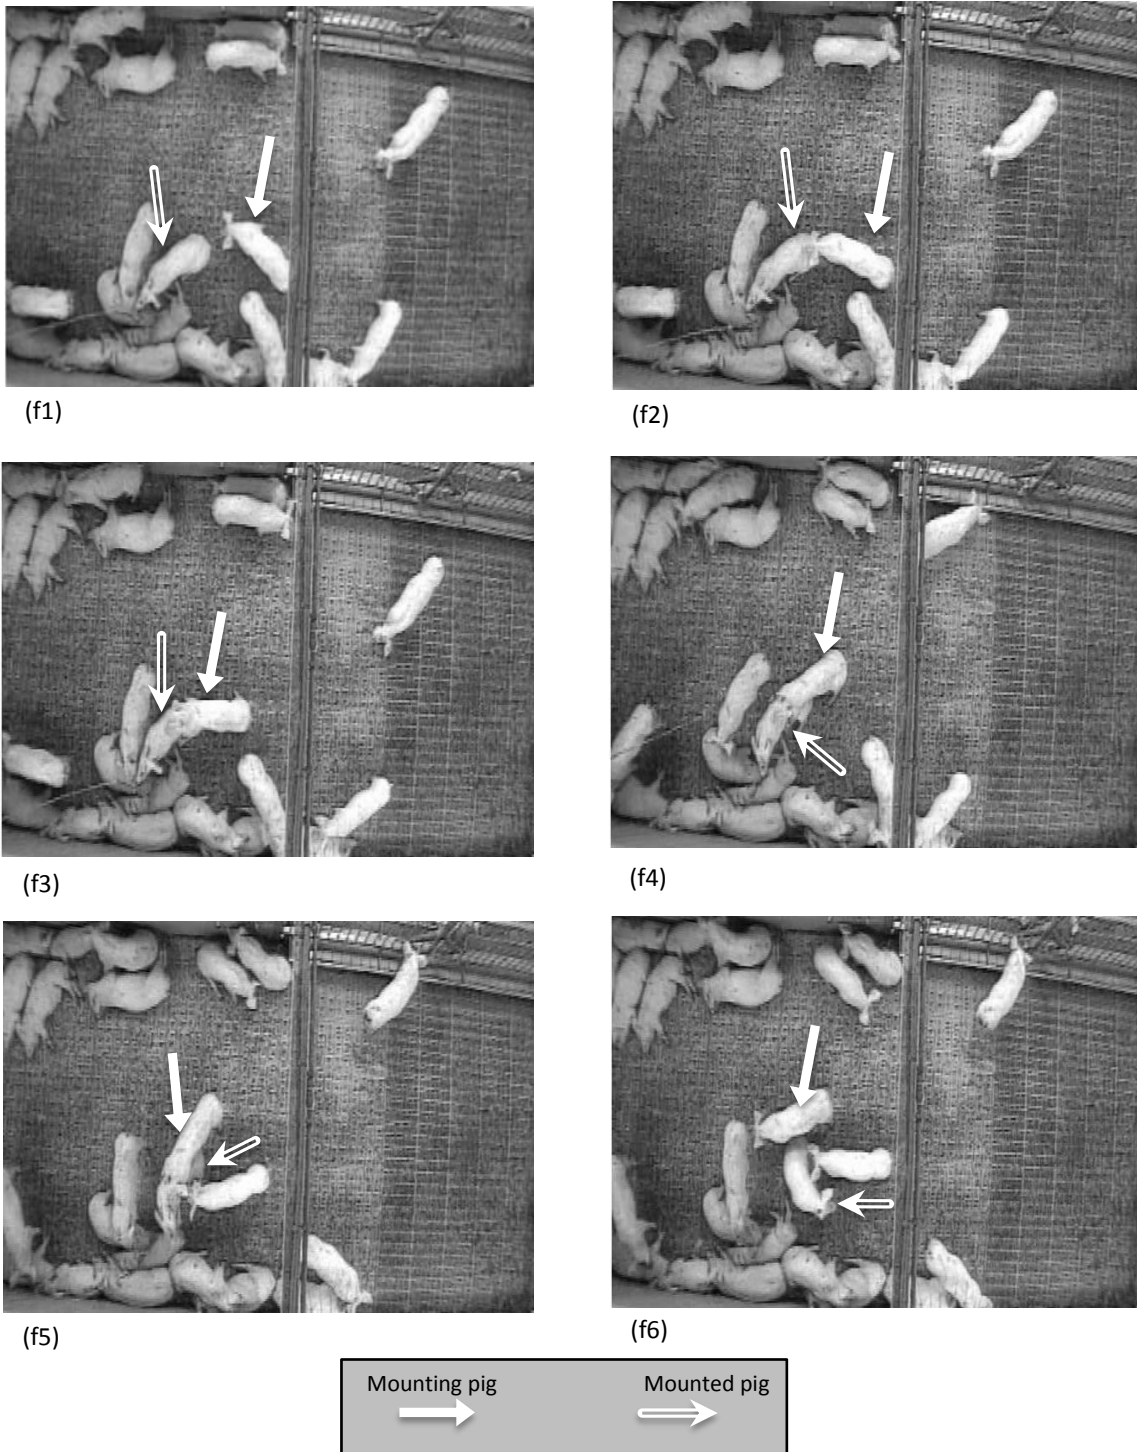 (f1)
(f2)
(f3)
(f4)
(f5)
(f6)
Mounting pig
Mounted pig